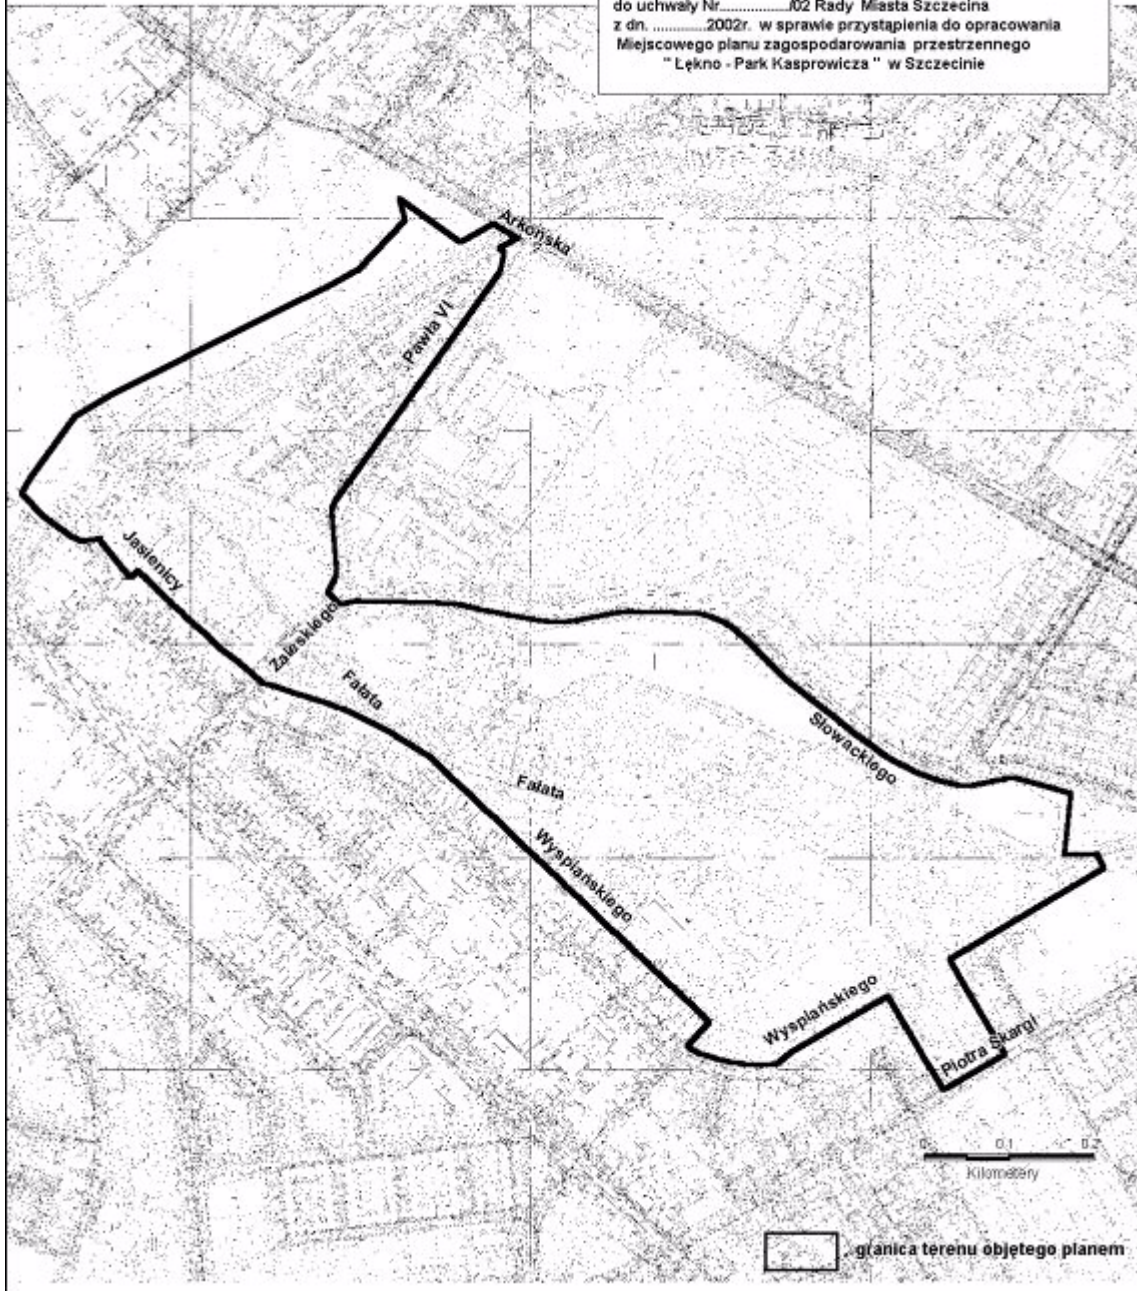 do uchwały Nr................./02 Rady Miasta Szczecina
z dn. .............2002r. w sprawie przystąpienia do opracowania
Miejscowego planu zagospodarowania przestrzennego
" Łękno - Park Kasprowicza " w Szczecinie
Arkońska
Pawła VI
Jasienicy
Zaleskiego
Fałata
Słowackiego
Fałata
Wyspiańskiego
Wyspiańskiego
Piotra Skargi
0 0.1 0.2
Kilometery
granica terenu objętego planem